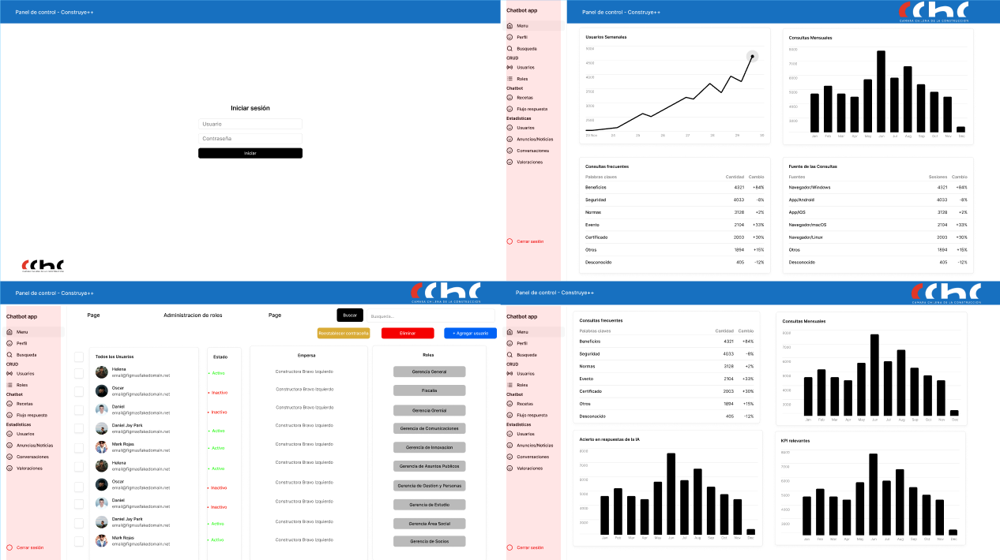 Panel de control - Construye++
Iniciar sesión
Usuario
Contraseña
Iniciar
CChC
CAMARA CHILENA DE LA CONSTRUCCION
Chatbot app
Menu
Perfil
Busqueda
CRUD
Usuarios
Roles
Chatbot
Recetas
Flujo respuesta
Estadísticas
Usuarios
Anuncios/Noticias
Conversaciones
Valoraciones
Cerrar sesión
Panel de control - Construye++
CChC
CAMARA CHILENA DE LA CONSTRUCCION
Usuarios Semenales
5000
4500
4000
3500
3000
2500
23 Nov 24 25 26 27 28 29 30
Consultas Mensuales
8000
7000
6000
5000
4000
3000
Jan Feb Mar Apr May Jun Jul Aug Sep Oct Nov Dec
Consultas frecuentes
Palabras claves Cantidad Cambio
Beneficios 4321 +84%
Seguridad 4033 -8%
Normas 3128 +2%
Evento 2104 +33%
Certificado 2003 +30%
Otros 1894 +15%
Desconocido 405 -12%
Fuente de las Consultas
Fuentes Sesiones Cambio
Navegador/Windows 4321 +84%
App/Android 4033 -8%
App/iOS 3128 +2%
Navegador/macOS 2104 +33%
Navegador/Linux 2003 +30%
Otros 1894 +15%
Desconocido 405 -12%
Panel de control - Construye++
CChC
CAMARA CHILENA DE LA CONSTRUCCION
Chatbot app
Menu
Perfil
Busqueda
CRUD
Usuarios
Roles
Chatbot
Recetas
Flujo respuesta
Estadísticas
Usuarios
Anuncios/Noticias
Conversaciones
Valoraciones
Cerrar sesión
Page Administracion de roles Page Buscar Busqueda...
Reestablecer contraceña Eliminar + Agregar usuario
Todos los Usuarios Estado Empersa Roles
Helena
email@figmasfakedomain.net
Activo Constructora Bravo Izquierdo Gerencia General
Oscar
email@figmasfakedomain.net
Inactivo Constructora Bravo Izquierdo Fiscalia
Daniel
email@figmasfakedomain.net
Inactivo Constructora Bravo Izquierdo Gerencia Gremial
Daniel Jay Park
email@figmasfakedomain.net
Activo Constructora Bravo Izquierdo Gerencia de Comunicaciones
Mark Rojas
email@figmasfakedomain.net
Activo Constructora Bravo Izquierdo Gerencia de Innovacion
Helena
email@figmasfakedomain.net
Activo Constructora Bravo Izquierdo Gerencia de Asuntos Publicos
Oscar
email@figmasfakedomain.net
Inactivo Constructora Bravo Izquierdo Gerencia de Gestion y Personas
Daniel
email@figmasfakedomain.net
Inactivo Constructora Bravo Izquierdo Gerencia de Estudio
Daniel Jay Park
email@figmasfakedomain.net
Activo Constructora Bravo Izquierdo Gerencia Área Social
Mark Rojas
email@figmasfakedomain.net
Activo Constructora Bravo Izquierdo Gerencia de Socios
Panel de control - Construye++
CChC
CAMARA CHILENA DE LA CONSTRUCCION
Chatbot app
Menu
Perfil
Busqueda
CRUD
Usuarios
Roles
Chatbot
Recetas
Flujo respuesta
Estadísticas
Usuarios
Anuncios/Noticias
Conversaciones
Valoraciones
Cerrar sesión
Consultas frecuentes
Palabras claves Cantidad Cambio
Beneficios 4321 +84%
Seguridad 4033 -8%
Normas 3128 +2%
Evento 2104 +33%
Certificado 2003 +30%
Otros 1894 +15%
Desconocido 405 -12%
Consultas Mensuales
8000
7000
6000
5000
4000
3000
Jan Feb Mar Apr May Jun Jul Aug Sep Oct Nov Dec
Acierto en respuestas de la IA
8000
7000
6000
5000
4000
3000
Jan Feb Mar Apr May Jun Jul Aug Sep Oct Nov Dec
KPI relevantes
8000
7000
6000
5000
4000
3000
Jan Feb Mar Apr May Jun Jul Aug Sep Oct Nov Dec